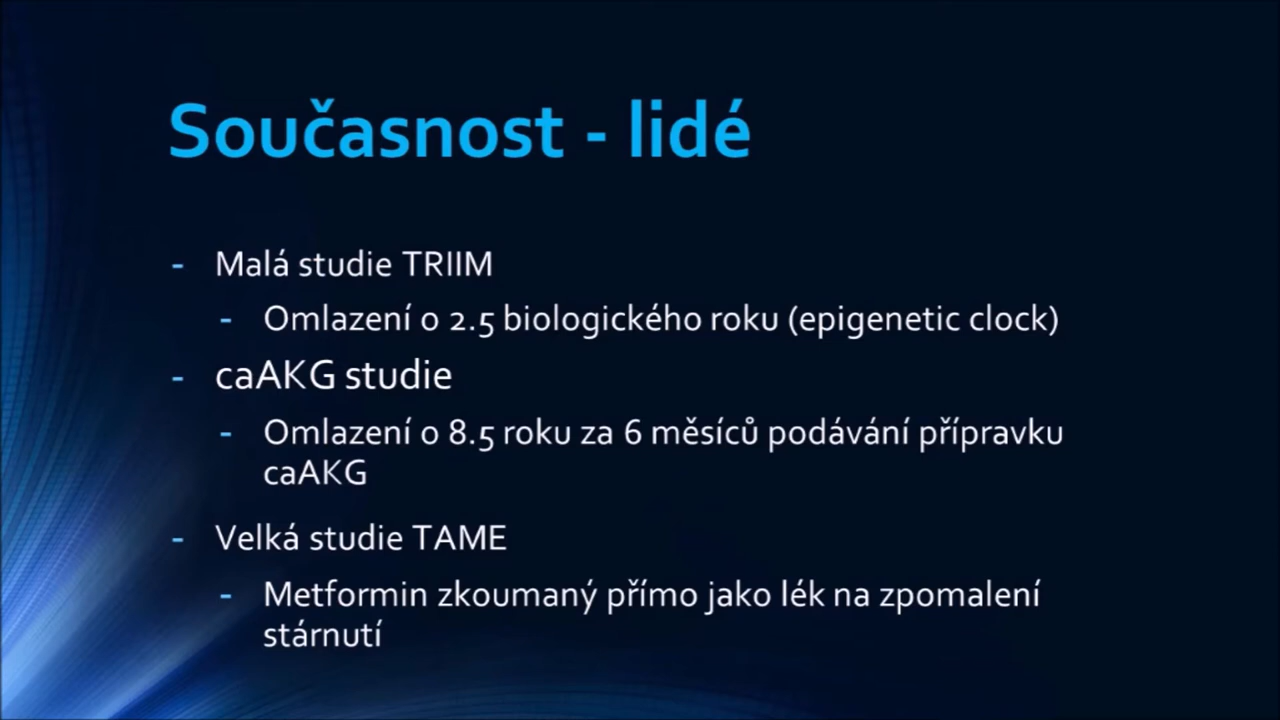 Současnost - lidé
- Malá studie TRIIM
- Omlazení o 2.5 biologického roku (epigenetic clock)
- caAKG studie
- Omlazení o 8.5 roku za 6 měsíců podávání přípravku
caAKG
- Velká studie TAME
- Metformin zkoumaný přímo jako lék na zpomalení
stárnutí